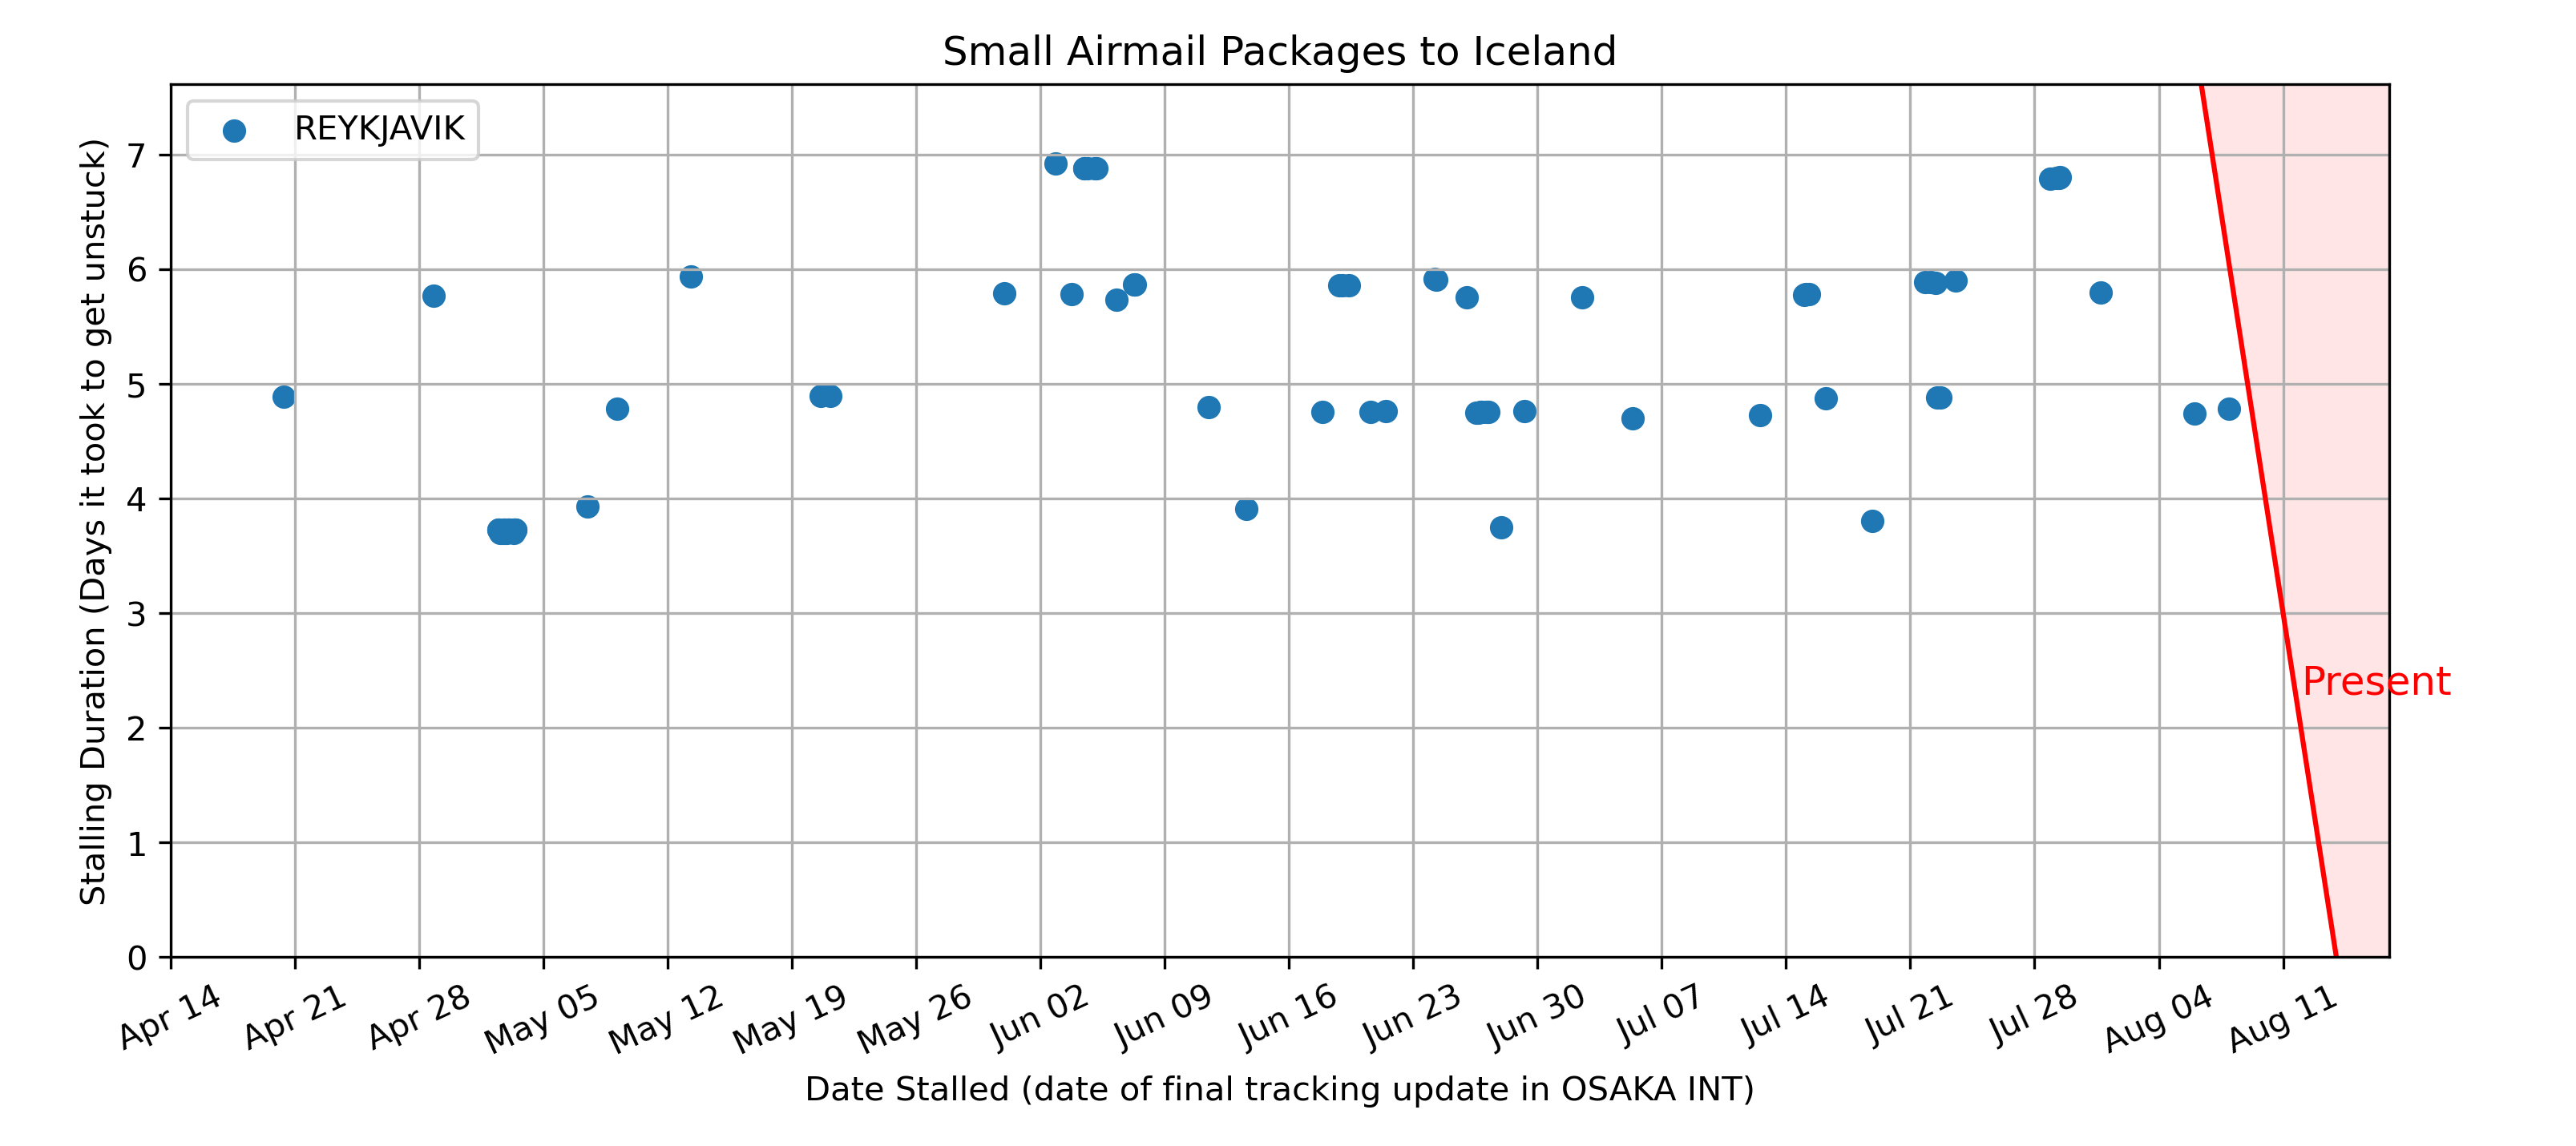 Small Airmail Packages to Iceland
REYKJAVIK
Stalling Duration (Days it took to get unstuck)
7
6
5
4
3
2
1
0
Present
Apr 14
Apr 21
Apr 28
May 05
May 12
May 19
May 26
Jun 02
Jun 09
Jun 16
Jun 23
Jun 30
Jul 07
Jul 14
Jul 21
Jul 28
Aug 04
Aug 11
Date Stalled (date of final tracking update in OSAKA INT)